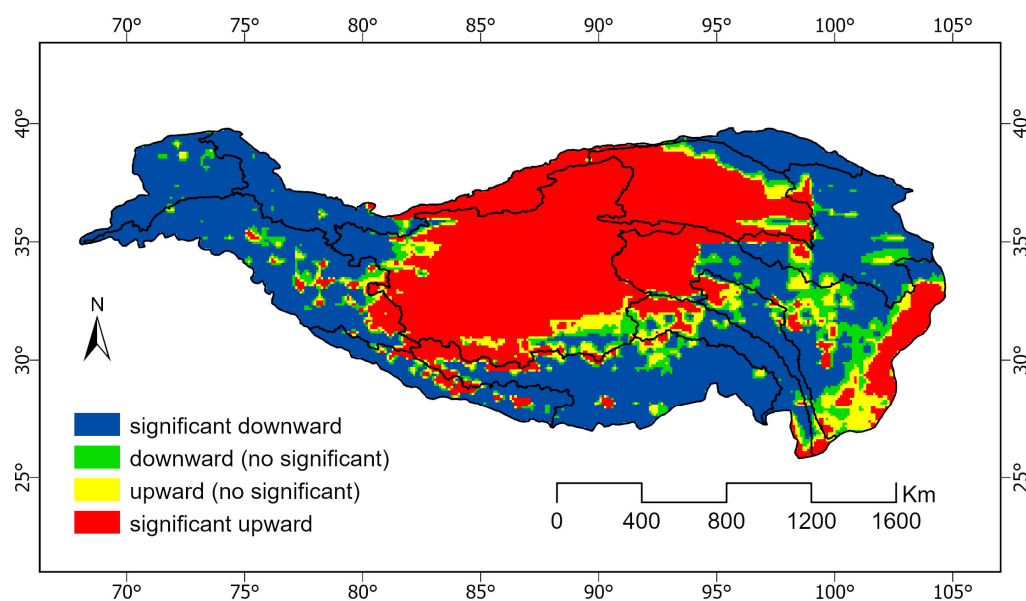 70° 75° 80° 85° 90° 95° 100° 105°
40° 40°
35° 35°
N
30° 30°
significant downward
downward (no significant)
25° 25°
upward (no significant)
significant upward
Km
0 400 800 1200 1600
70° 75° 80° 85° 90° 95° 100° 105°